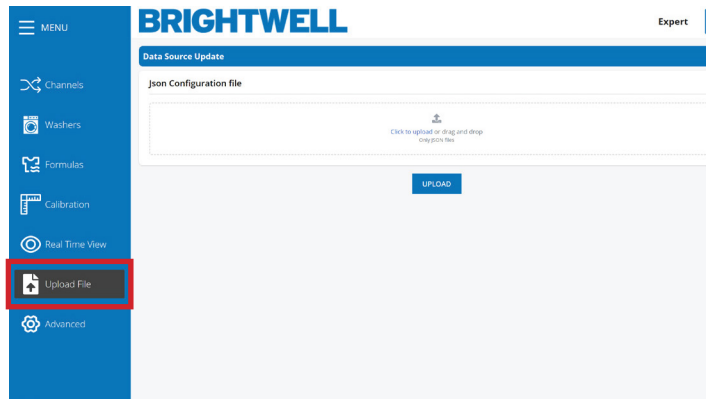 MENU
BRIGHTWELL
Expert
Data Source Update
Json Configuration file
Click to upload or drag and drop
Only JSON files
UPLOAD
Channels
Washers
Formulas
Calibration
Real Time View
Upload File
Advanced